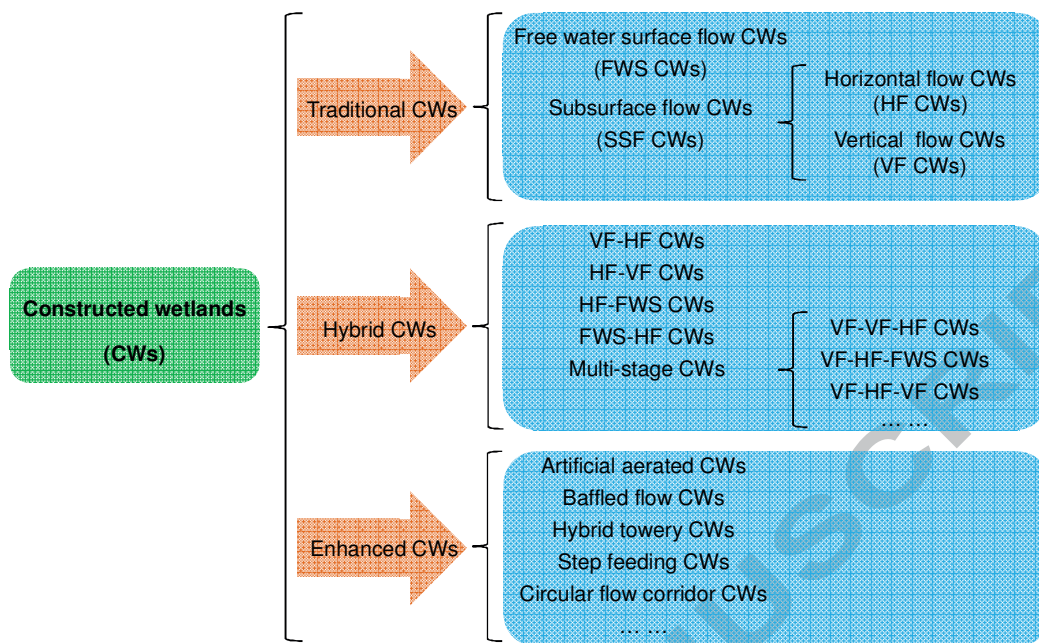 Constructed wetlands
(CWs)
Traditional CWs
Free water surface flow CWs
(FWS CWs)
Subsurface flow CWs
(SSF CWs)
Horizontal flow CWs
(HF CWs)
Vertical flow CWs
(VF CWs)
Hybrid CWs
VF-HF CWs
HF-VF CWs
HF-FWS CWs
FWS-HF CWs
Multi-stage CWs
VF-VF-HF CWs
VF-HF-FWS CWs
VF-HF-VF CWs
... ...
Enhanced CWs
Artificial aerated CWs
Baffled flow CWs
Hybrid towery CWs
Step feeding CWs
Circular flow corridor CWs
... ...